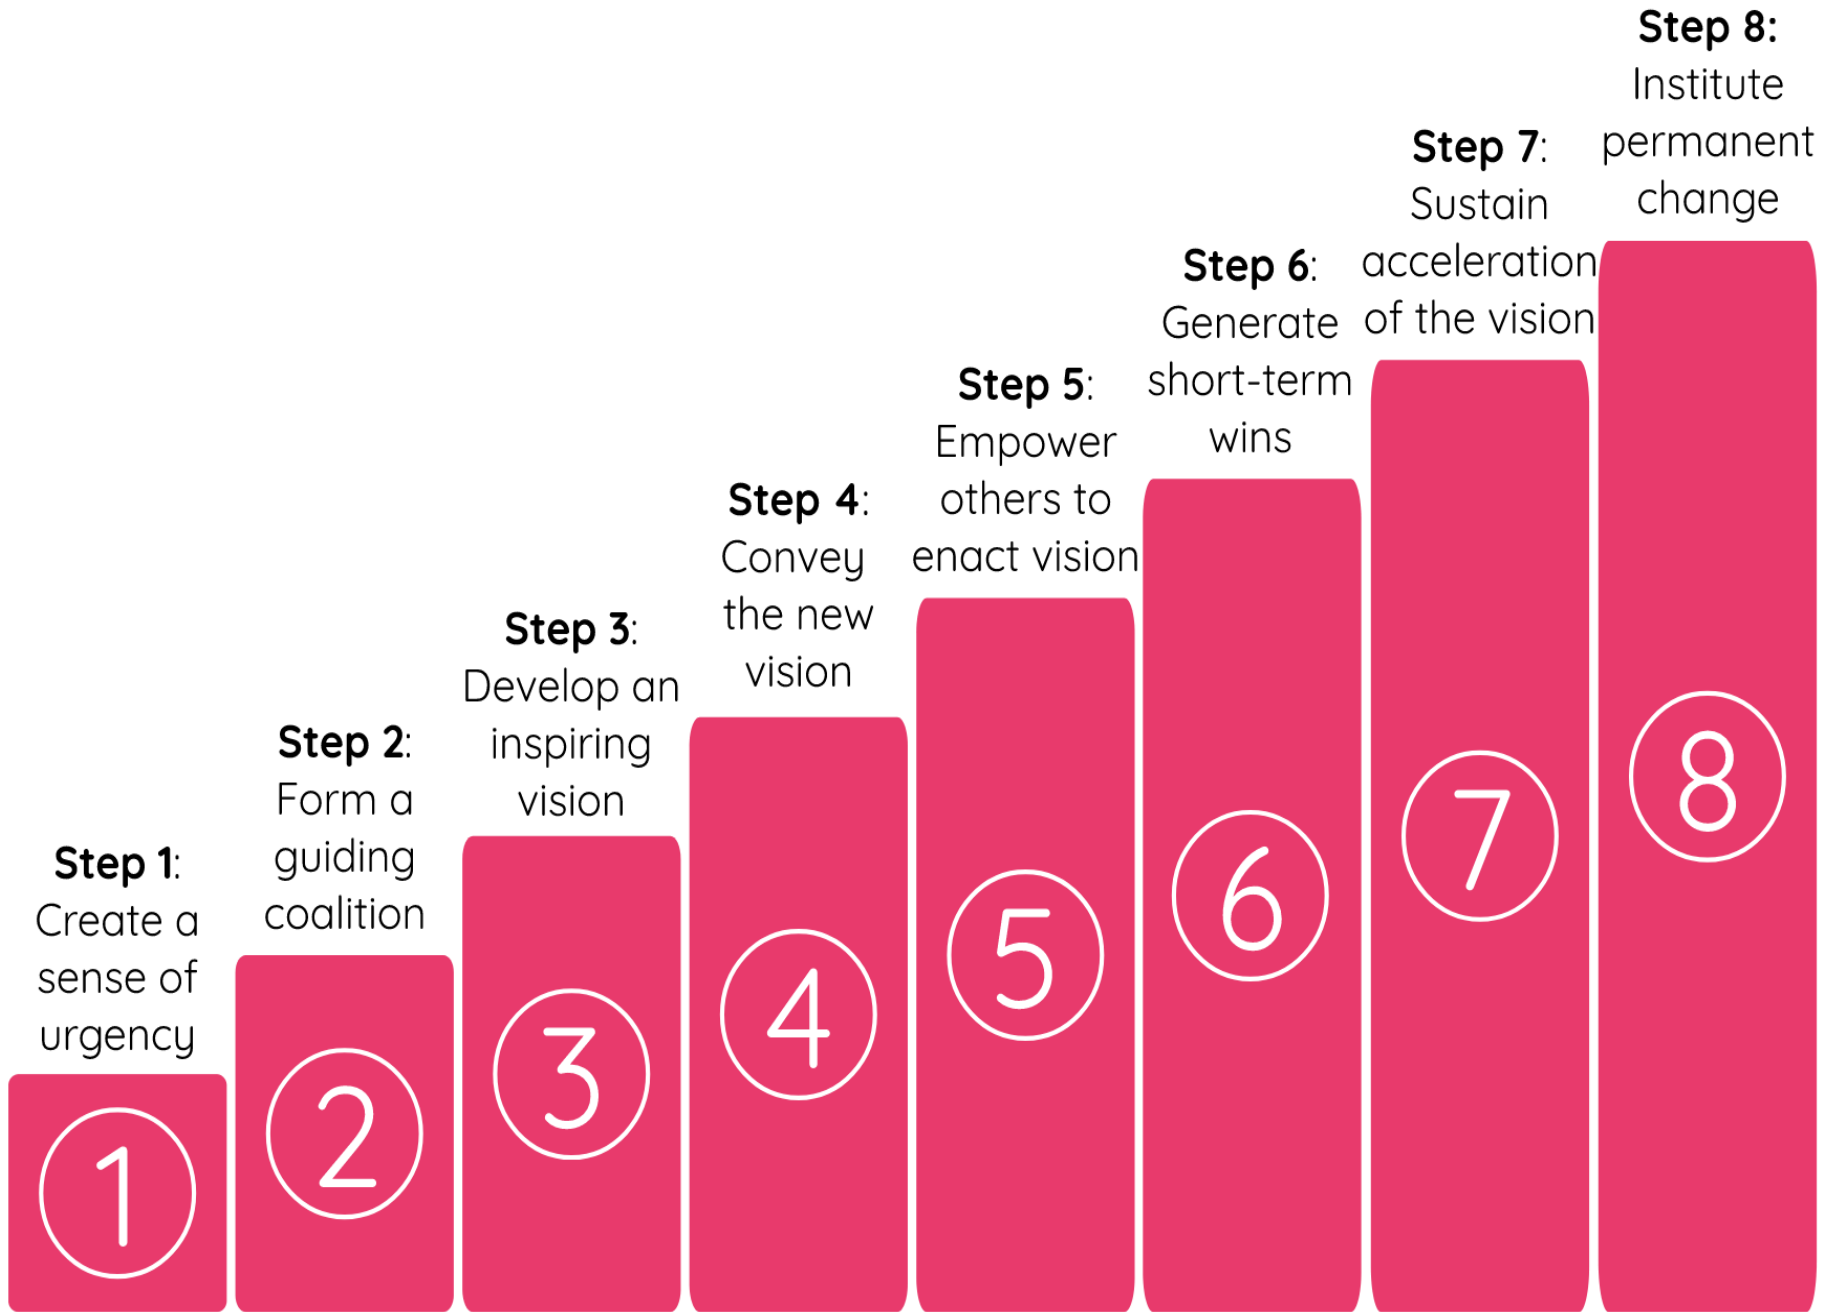 Step 1:
Create a
sense of
urgency
1
Step 2:
Form a
guiding
coalition
2
Step 3:
Develop an
inspiring
vision
3
Step 4:
Convey
the new
vision
4
Step 5:
Empower
others to
enact vision
5
Step 6:
Generate
short-term
wins
6
Step 7:
Sustain
acceleration
of the vision
7
Step 8:
Institute
permanent
change
8